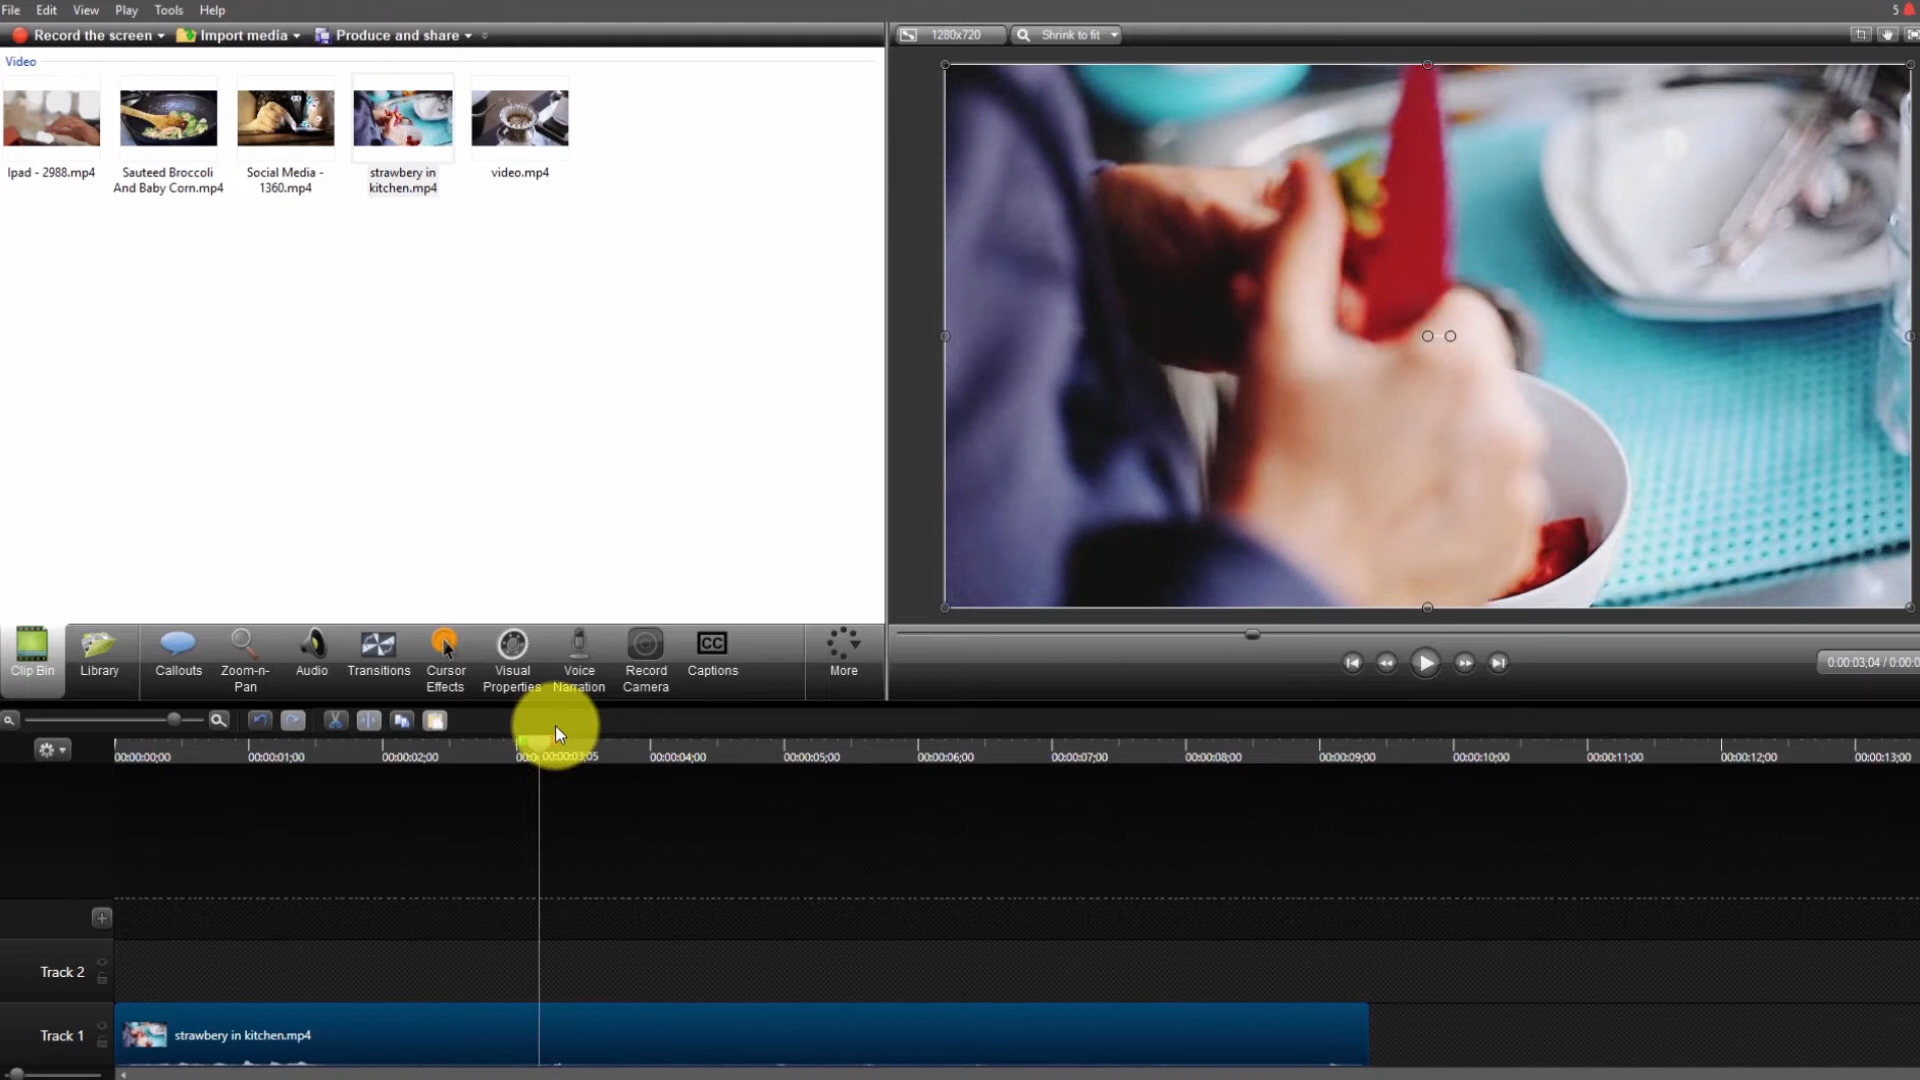 File Edit View Play Tools Help 5
Record the screen Import media Produce and share 1280x720 Shrink to fit
Video
Ipad - 2988.mp4
Sauteed Broccoli
And Baby Corn.mp4
Social Media -
1360.mp4
strawbery in
kitchen.mp4
video.mp4
Clip Bin
Library
Callouts
Zoom-n-
Pan
Audio
Transitions
Cursor
Effects
Visual
Properties
Voice
Narration
Record
Camera
CC
Captions
More
0:00:03;04 / 0:00:0
00:00:00;00 00:00:01;00 00:00:02;00 00:0 00:00:03;05 00:00:04;00 00:00:05;00 00:00:06;00 00:00:07;00 00:00:08;00 00:00:09;00 00:00:10;00 00:00:11;00 00:00:12;00 00:00:13;00
Track 2
Track 1 strawbery in kitchen.mp4